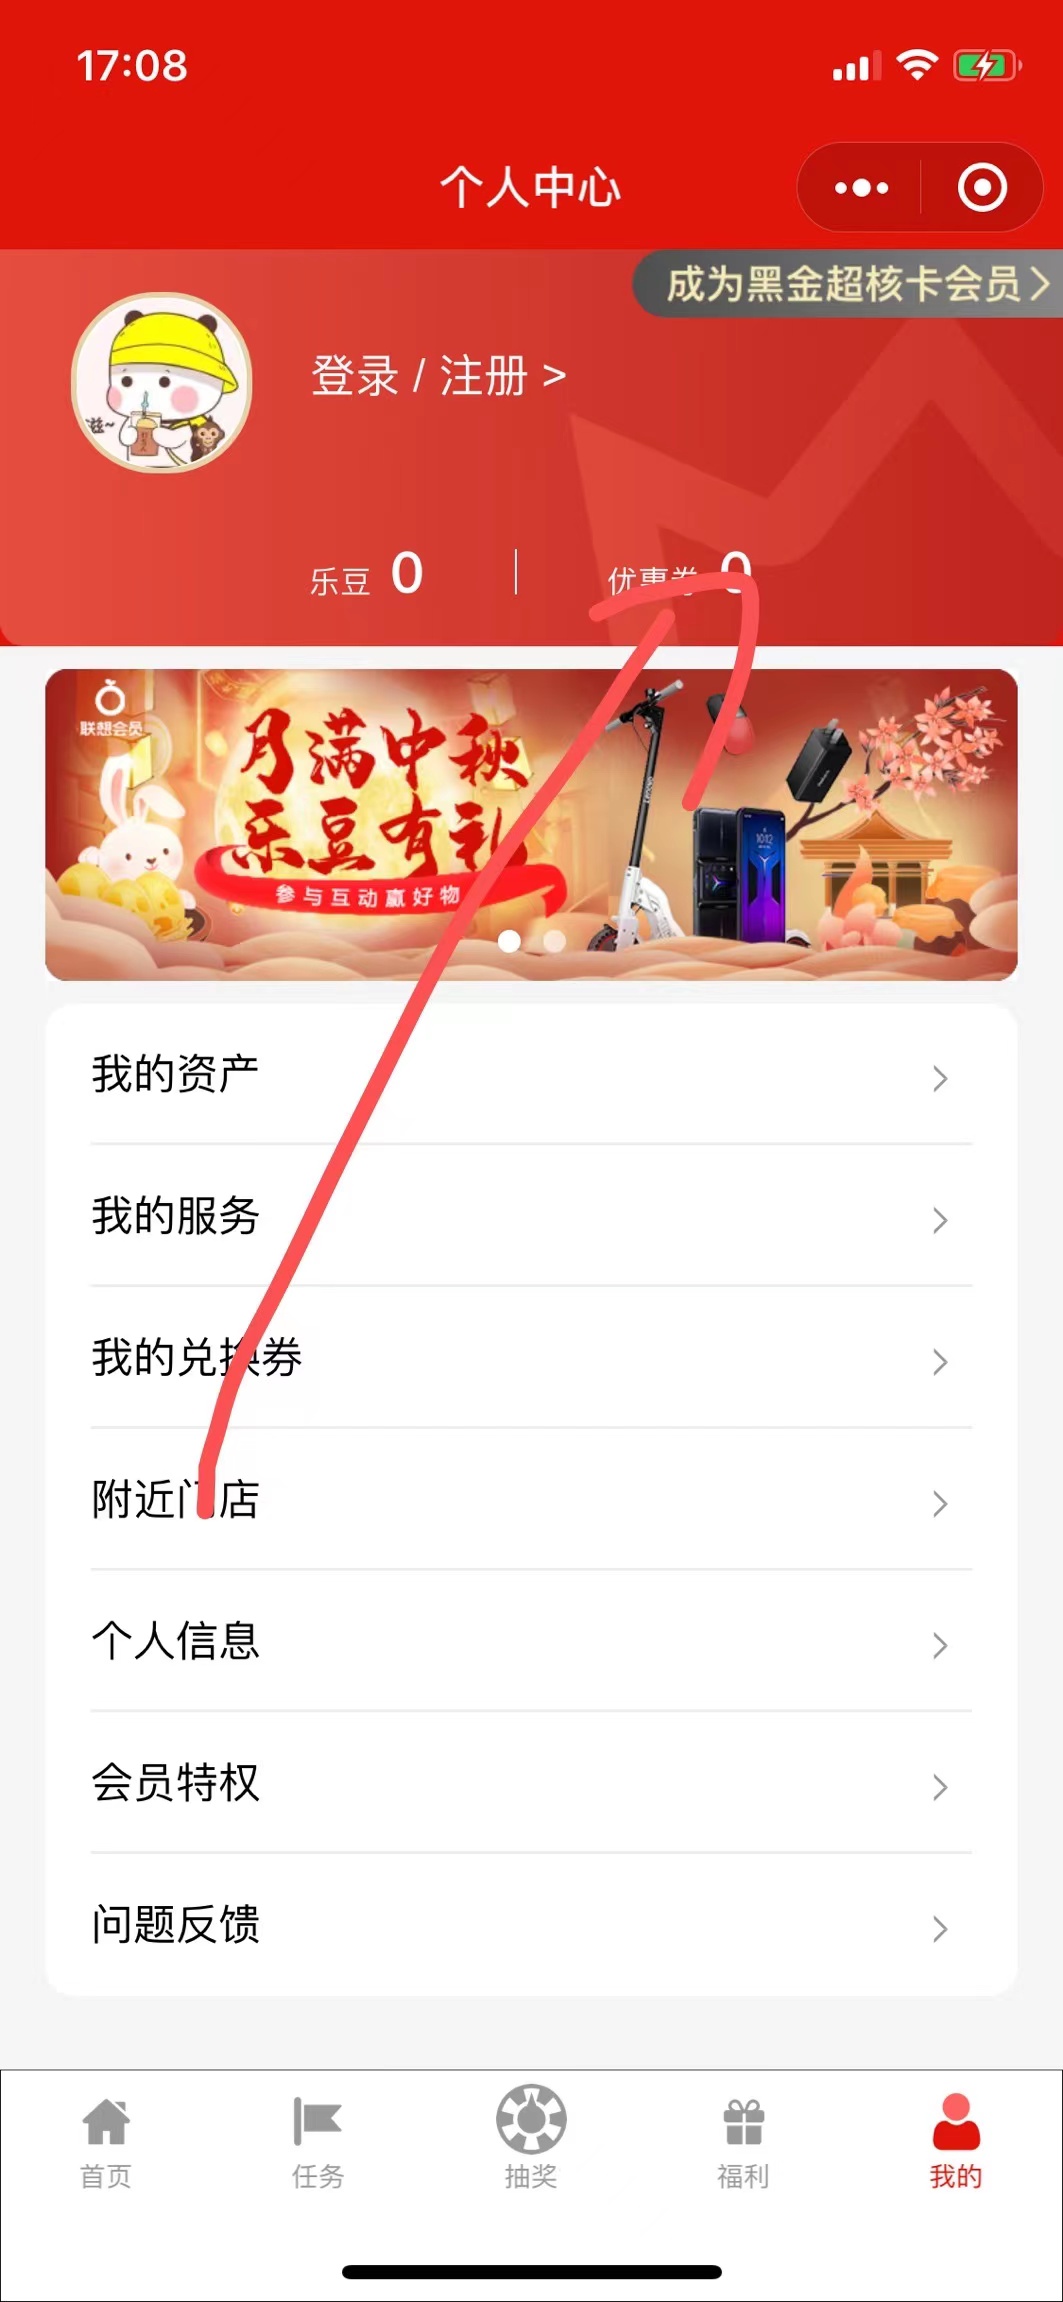 17:08
个人中心
成为黑金超核卡会员
登录 / 注册 >
乐豆 0
优惠券 0
联想会员
月满中秋
乐豆有礼
参与互动赢好物
我的资产
我的服务
我的兑换券
附近门店
个人信息
会员特权
问题反馈
首页
任务
抽奖
福利
我的